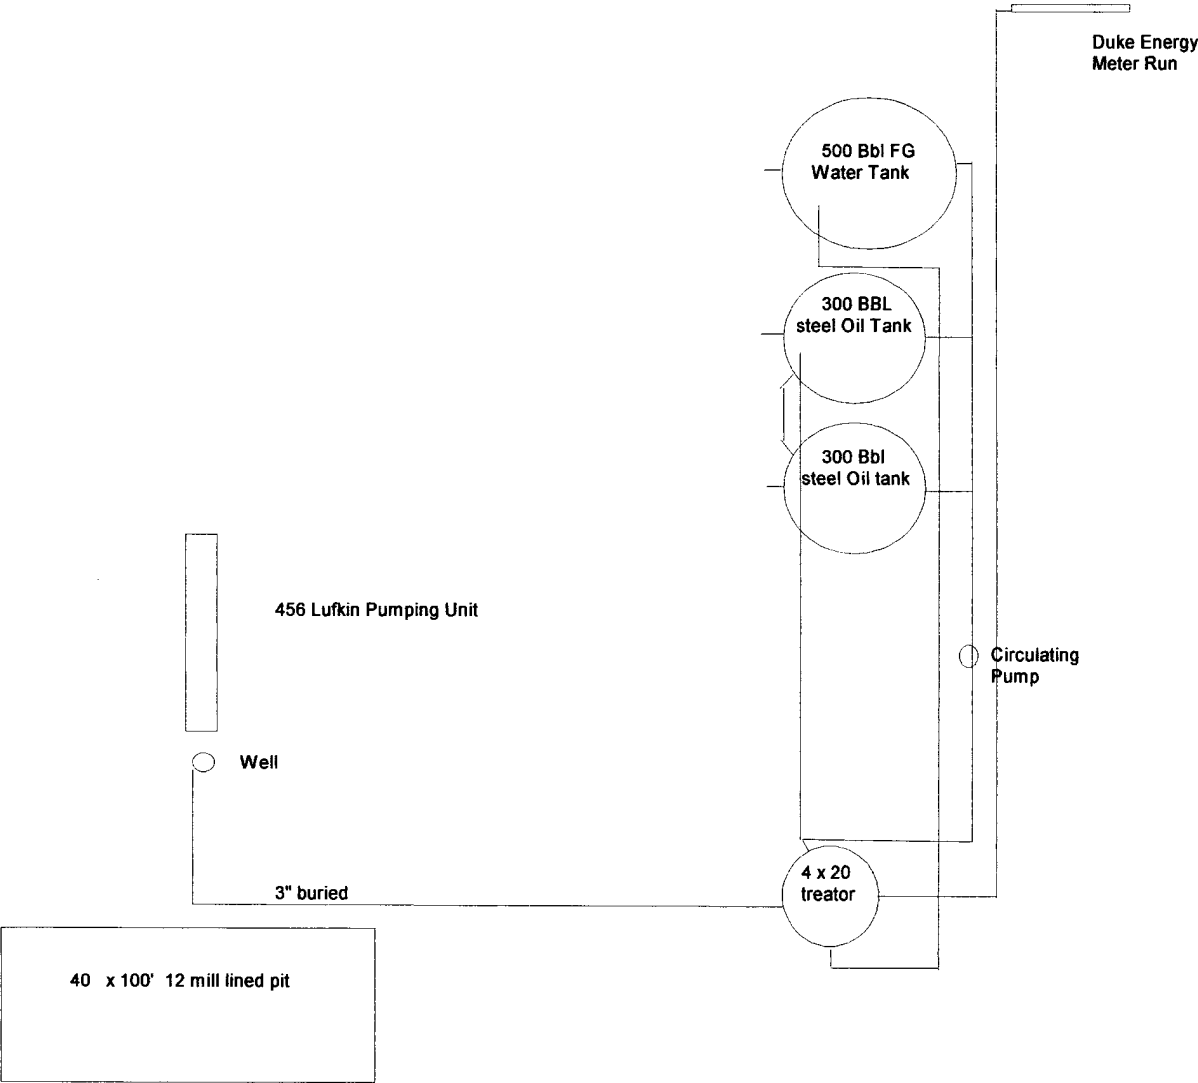 Duke Energy
Meter Run
500 Bbl FG
Water Tank
300 BBL
steel Oil Tank
300 Bbl
steel Oil tank
456 Lufkin Pumping Unit
Circulating
Pump
Well
4 x 20
treator
3" buried
40 x 100' 12 mill lined pit